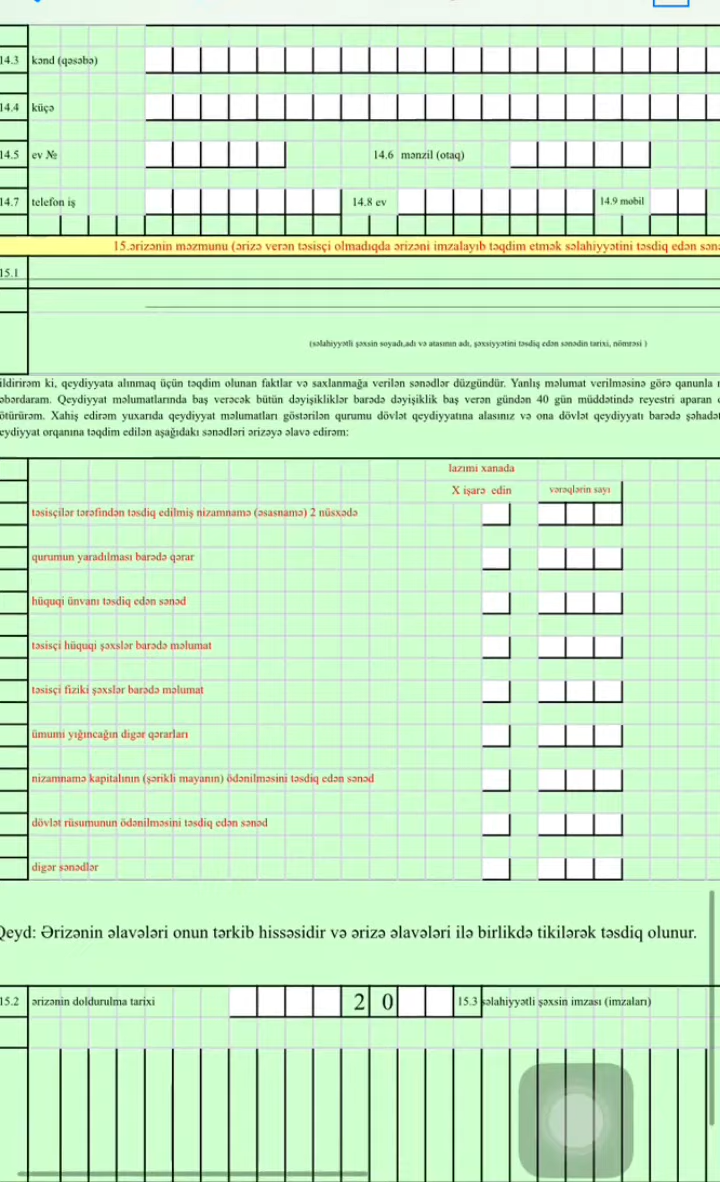 14.3 kənd (qəsəbə)
14.4 küçə
14.5 ev № 14.6 mənzil (otaq)
14.7 telefon iş 14.8 ev 14.9 mobil
15.ərizənin məzmunu (ərizə verən təsisçi olmadıqda ərizəni imzalayıb təqdim etmək səlahiyyətini təsdiq edən
15.1
(səlahiyyətli şəxsin soyadı,adı və atasının adı, şəxsiyyətini təsdiq edən sənədin tarixi, nömrəsi )
ildirirəm ki, qeydiyyata alınmaq üçün təqdim olunan faktlar və saxlanmağa verilən sənədlər düzgündür. Yanlış məlumat verilməsinə görə qanunla
əbərdaram. Qeydiyyat məlumatlarında baş verəcək bütün dəyişikliklər barədə dəyişiklik baş verən gündən 40 gün müddətində reyestri aparan
ötürürəm. Xahiş edirəm yuxarıda qeydiyyat məlumatları göstərilən qurumu dövlət qeydiyyatına alasınız və ona dövlət qeydiyyatı barədə şəhadət
eydiyyat orqanına təqdim edilən aşağıdakı sənədləri ərizəyə əlavə edirəm:
lazımi xanada
X işarə edin vərəqlərin sayı
təsisçilər tərəfindən təsdiq edilmiş nizamnamə (əsasnamə) 2 nüsxədə
qurumun yaradılması barədə qərar
hüquqi ünvanı təsdiq edən sənəd
təsisçi hüquqi şəxslər barədə məlumat
təsisçi fiziki şəxslər barədə məlumat
ümumi yığıncağın digər qərarları
nizamnamə kapitalının (şərikli mayanın) ödənilməsini təsdiq edən sənəd
dövlət rüsumunun ödənilməsini təsdiq edən sənəd
digər sənədlər
Qeyd: Ərizənin əlavələri onun tərkib hissəsidir və ərizə əlavələri ilə birlikdə tikilərək təsdiq olunur.
15.2 ərizənin doldurulma tarixi 2 0 15.3 səlahiyyətli şəxsin imzası (imzaları)